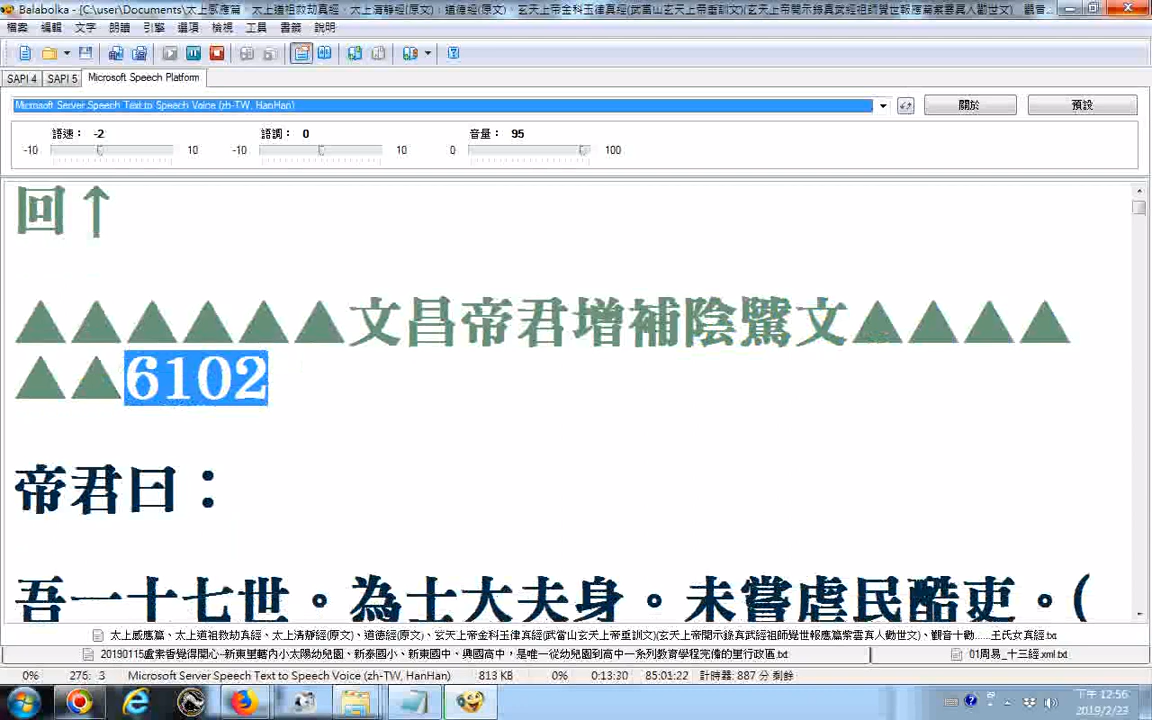 Balabolka - [C:\user\Documents\太上感應篇、太上道祖救劫真經、太上清靜經(原文)、道德經(原文)、玄天上帝金科玉律真經(武當山玄天上帝垂訓文)(玄天上帝開示錄真武經祖師覺世報應篇紫雲真人勸世文)、觀音...
檔案 編輯 文字 朗讀 引擎 選項 檢視 工具 書籤 說明
SAPI 4 SAPI 5 Microsoft Speech Platform
Microsoft Server Speech Text to Speech Voice (zh-TW, HanHan) 關於 預設
語速: -2 語調: 0 音量: 95
-10 10 -10 10 0 100
回↑
▲▲▲▲▲▲文昌帝君增補陰騭文▲▲▲▲
▲▲6102
帝君曰：
吾一十七世。為士大夫身。未嘗虐民酷吏。(
太上感應篇、太上道祖救劫真經、太上清靜經(原文)、道德經(原文)、玄天上帝金科玉律真經(武當山玄天上帝垂訓文)(玄天上帝開示錄真武經祖師覺世報應篇紫雲真人勸世文)、觀音十勸......王氏女真經.txt
20190115盧案皆覺得開心--新東里轄內小太陽幼兒園、新泰國小、新東國中、興國高中，是唯一從幼兒園到高中一系列教育學程完備的里行政區.txt 01周易_十三經.xml.txt
0% 275: 3 Microsoft Server Speech Text to Speech Voice (zh-TW, HanHan) 813 KB 0% 0:13:30 85:01:22 計時器: 887 分 剩餘
下午 12:56
2019/2/23